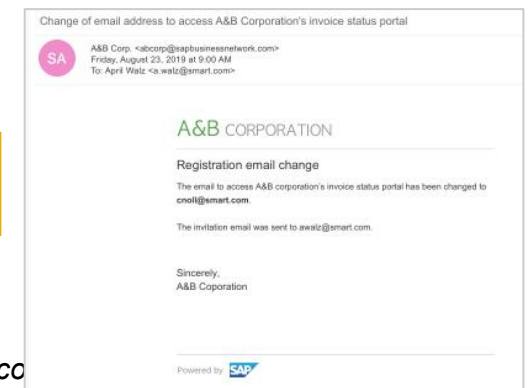 Change of email address to access A&B Corporation's invoice status portal
SA
A&B Corp. <abcorp@sapbusinessnetwork.com>
Friday, August 23, 2019 at 9:00 AM
To: April Walz <a.walz@smart.com>
A&B CORPORATION
Registration email change
The email to access A&B corporation's invoice status portal has been changed to
cnoll@smart.com.
The invitation email was sent to awalz@smart.com.
Sincerely,
A&B Coporation
co
Powered by SAP